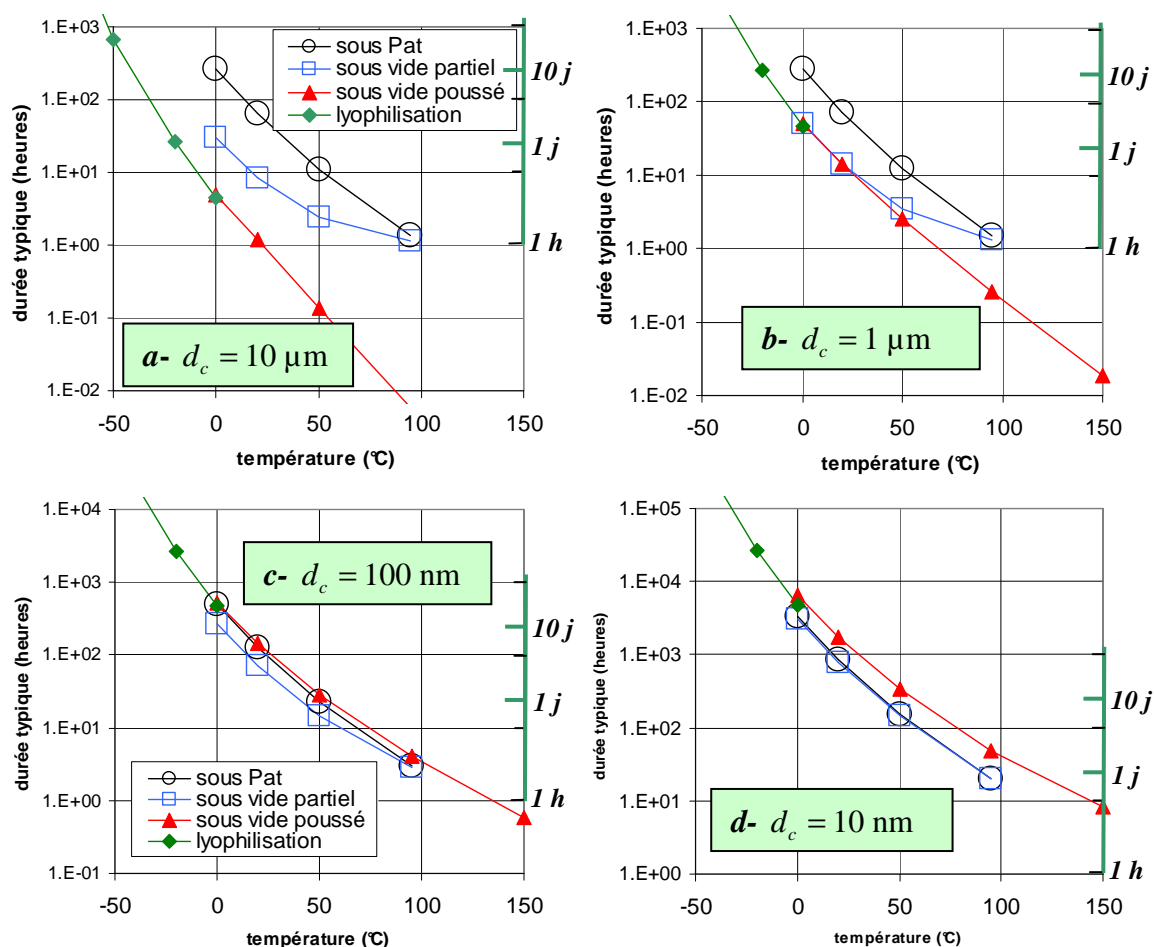 1.E+03
1.E+02
1.E+01
1.E+00
1.E-01
1.E-02
durée typique (heures)
-50 0 50 100 150
température (°C)
sous Pat
sous vide partiel
sous vide poussé
lyophilisation
10 j
1 j
1 h
a- d_c = 10 µm
1.E+03
1.E+02
1.E+01
1.E+00
1.E-01
1.E-02
durée typique (heures)
-50 0 50 100 150
température (°C)
10 j
1 j
1 h
b- d_c = 1 µm
1.E+04
1.E+03
1.E+02
1.E+01
1.E+00
1.E-01
durée typique (heures)
-50 0 50 100 150
température (°C)
c- d_c = 100 nm
10 j
1 j
1 h
sous Pat
sous vide partiel
sous vide poussé
lyophilisation
1.E+05
1.E+04
1.E+03
1.E+02
1.E+01
1.E+00
durée typique (heures)
-50 0 50 100 150
température (°C)
10 j
1 j
1 h
d- d_c = 10 nm